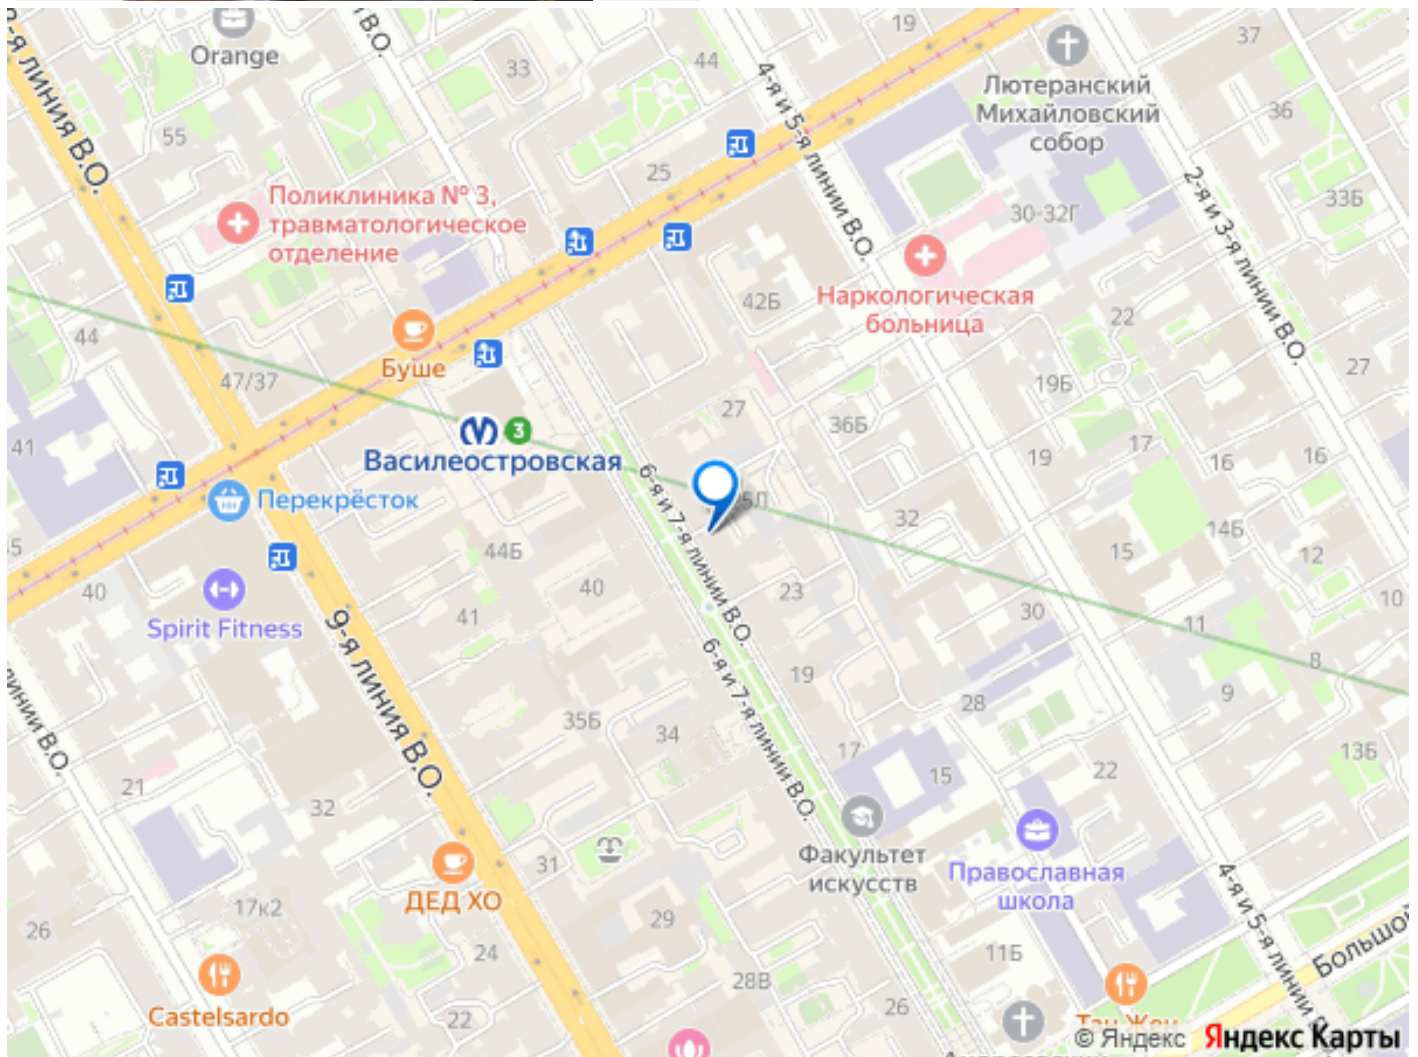 Orange
я линия В.О.
В.О.
33
44
19
4-я и 5-я линии В.О.
Лютеранский
Михайловский
собор
37
36
55
25
Поликлиника № 3,
травматологическое
отделение
30-32Г
2-я и 3-я линии В.О.
33Б
42Б
Наркологическая
больница
22
44
Буше
47/37
27
27
19Б
36Б
3
Василеостровская
41
Перекрёсток
6-я и 7-я линии В.О.
5Л
32
19
17
16
16
14Б
15
12
44Б
40
23
40
Spirit Fitness
41
9-я линия В.О.
30
11
10
8
6-я и 7-я линии В.О.
19
28
9
35Б
34
17
15
22
13Б
линии В.О.
21
32
31
Факультет
искусств
Православная
школа
4-я и 5-я линии
ДЕД ХО
17к2
26
29
24
11Б
Большой
Castelsardo
28В
26
22
© Яндекс
Яндекс Карты